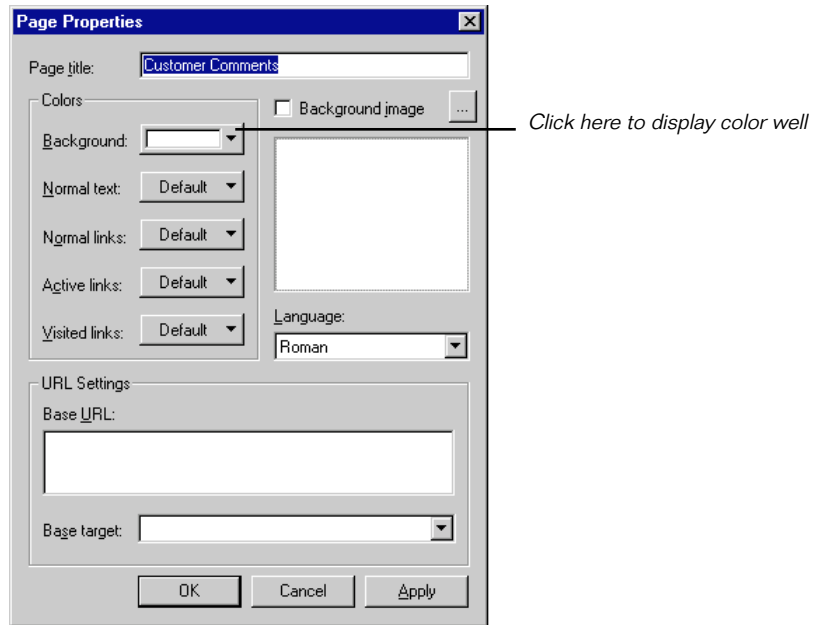 Page Properties
Page title: Customer Comments
Colors
Background:
Normal text: Default
Normal links: Default
Active links: Default
Visited links: Default
Background image ...
Click here to display color well
Language:
Roman
URL Settings
Base URL:
Base target:
OK Cancel Apply